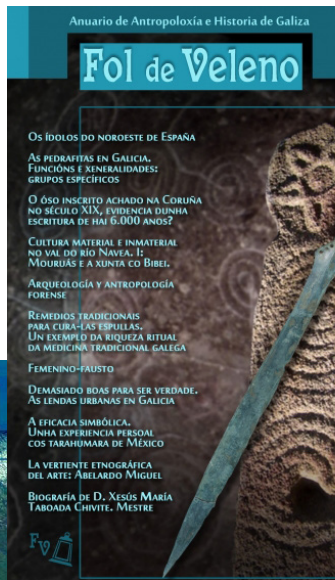 Anuario de Antropoloxía e Historia de Galiza
Fol de Veleno
Os ídolos do noroeste de España
As pedrafitas en Galicia.
Funcións e xeneralidades:
grupos específicos
O óso inscrito achado na Coruña
no século XIX, evidencia dunha
escritura de hai 6.000 anos?
Cultura material e inmaterial
no val do río Navea. I:
Mouruás e a xunta co Bibei.
Arqueología y antropología
forense
Remedios tradicionais
para cura-las espullas.
Un exemplo da riqueza ritual
da medicina tradicional galega
Femenino-fausto
Demasiado boas para ser verdade.
As lendas urbanas en Galicia
A eficacia simbólica.
Unha experiencia persoal
cos tarahumara de México
La vertiente etnográfica
del arte: Abelardo Miguel
Biografía de D. Xesús María
Taboada Chivite. Mestre
FV